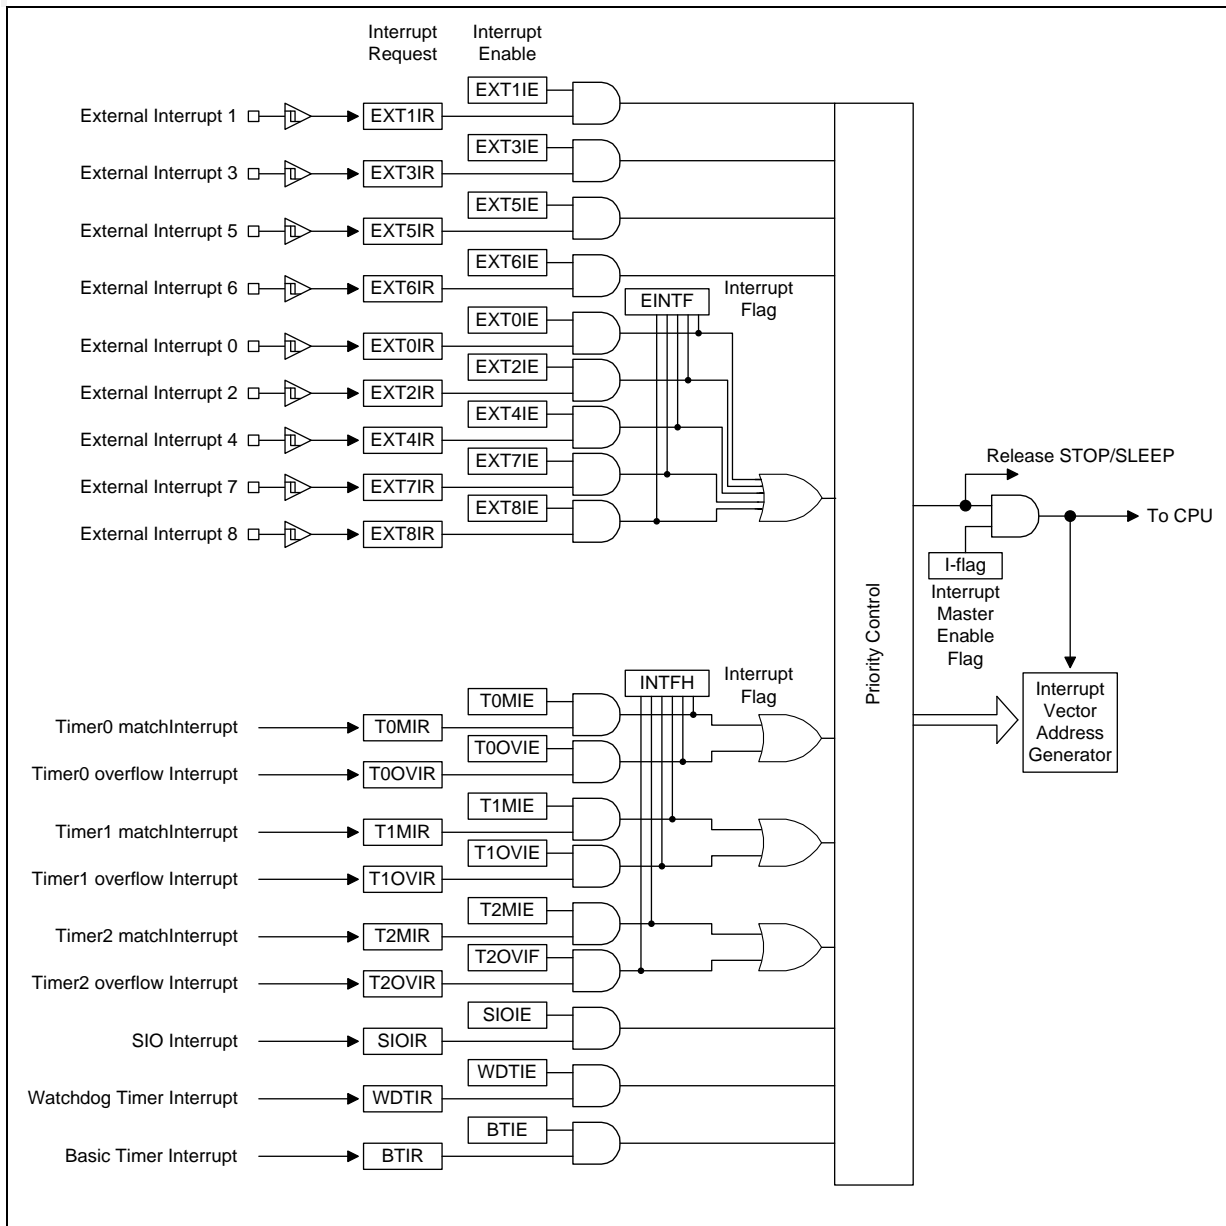 Interrupt
Request
Interrupt
Enable
EXT1IE
External Interrupt 1
EXT1IR
EXT3IE
External Interrupt 3
EXT3IR
EXT5IE
External Interrupt 5
EXT5IR
EXT6IE
External Interrupt 6
EXT6IR
EINTF
Interrupt
Flag
EXT0IE
External Interrupt 0
EXT0IR
EXT2IE
External Interrupt 2
EXT2IR
EXT4IE
External Interrupt 4
EXT4IR
EXT7IE
External Interrupt 7
EXT7IR
EXT8IE
External Interrupt 8
EXT8IR
Priority Control
Release STOP/SLEEP
To CPU
I-flag
Interrupt
Master
Enable
Flag
Interrupt
Vector
Address
Generator
INTFH
Interrupt
Flag
T0MIE
Timer0 matchInterrupt
T0MIR
T0OVIE
Timer0 overflow Interrupt
T0OVIR
T1MIE
Timer1 matchInterrupt
T1MIR
T1OVIE
Timer1 overflow Interrupt
T1OVIR
T2MIE
Timer2 matchInterrupt
T2MIR
T2OVIF
Timer2 overflow Interrupt
T2OVIR
SIOIE
SIO Interrupt
SIOIR
WDTIE
Watchdog Timer Interrupt
WDTIR
BTIE
Basic Timer Interrupt
BTIR